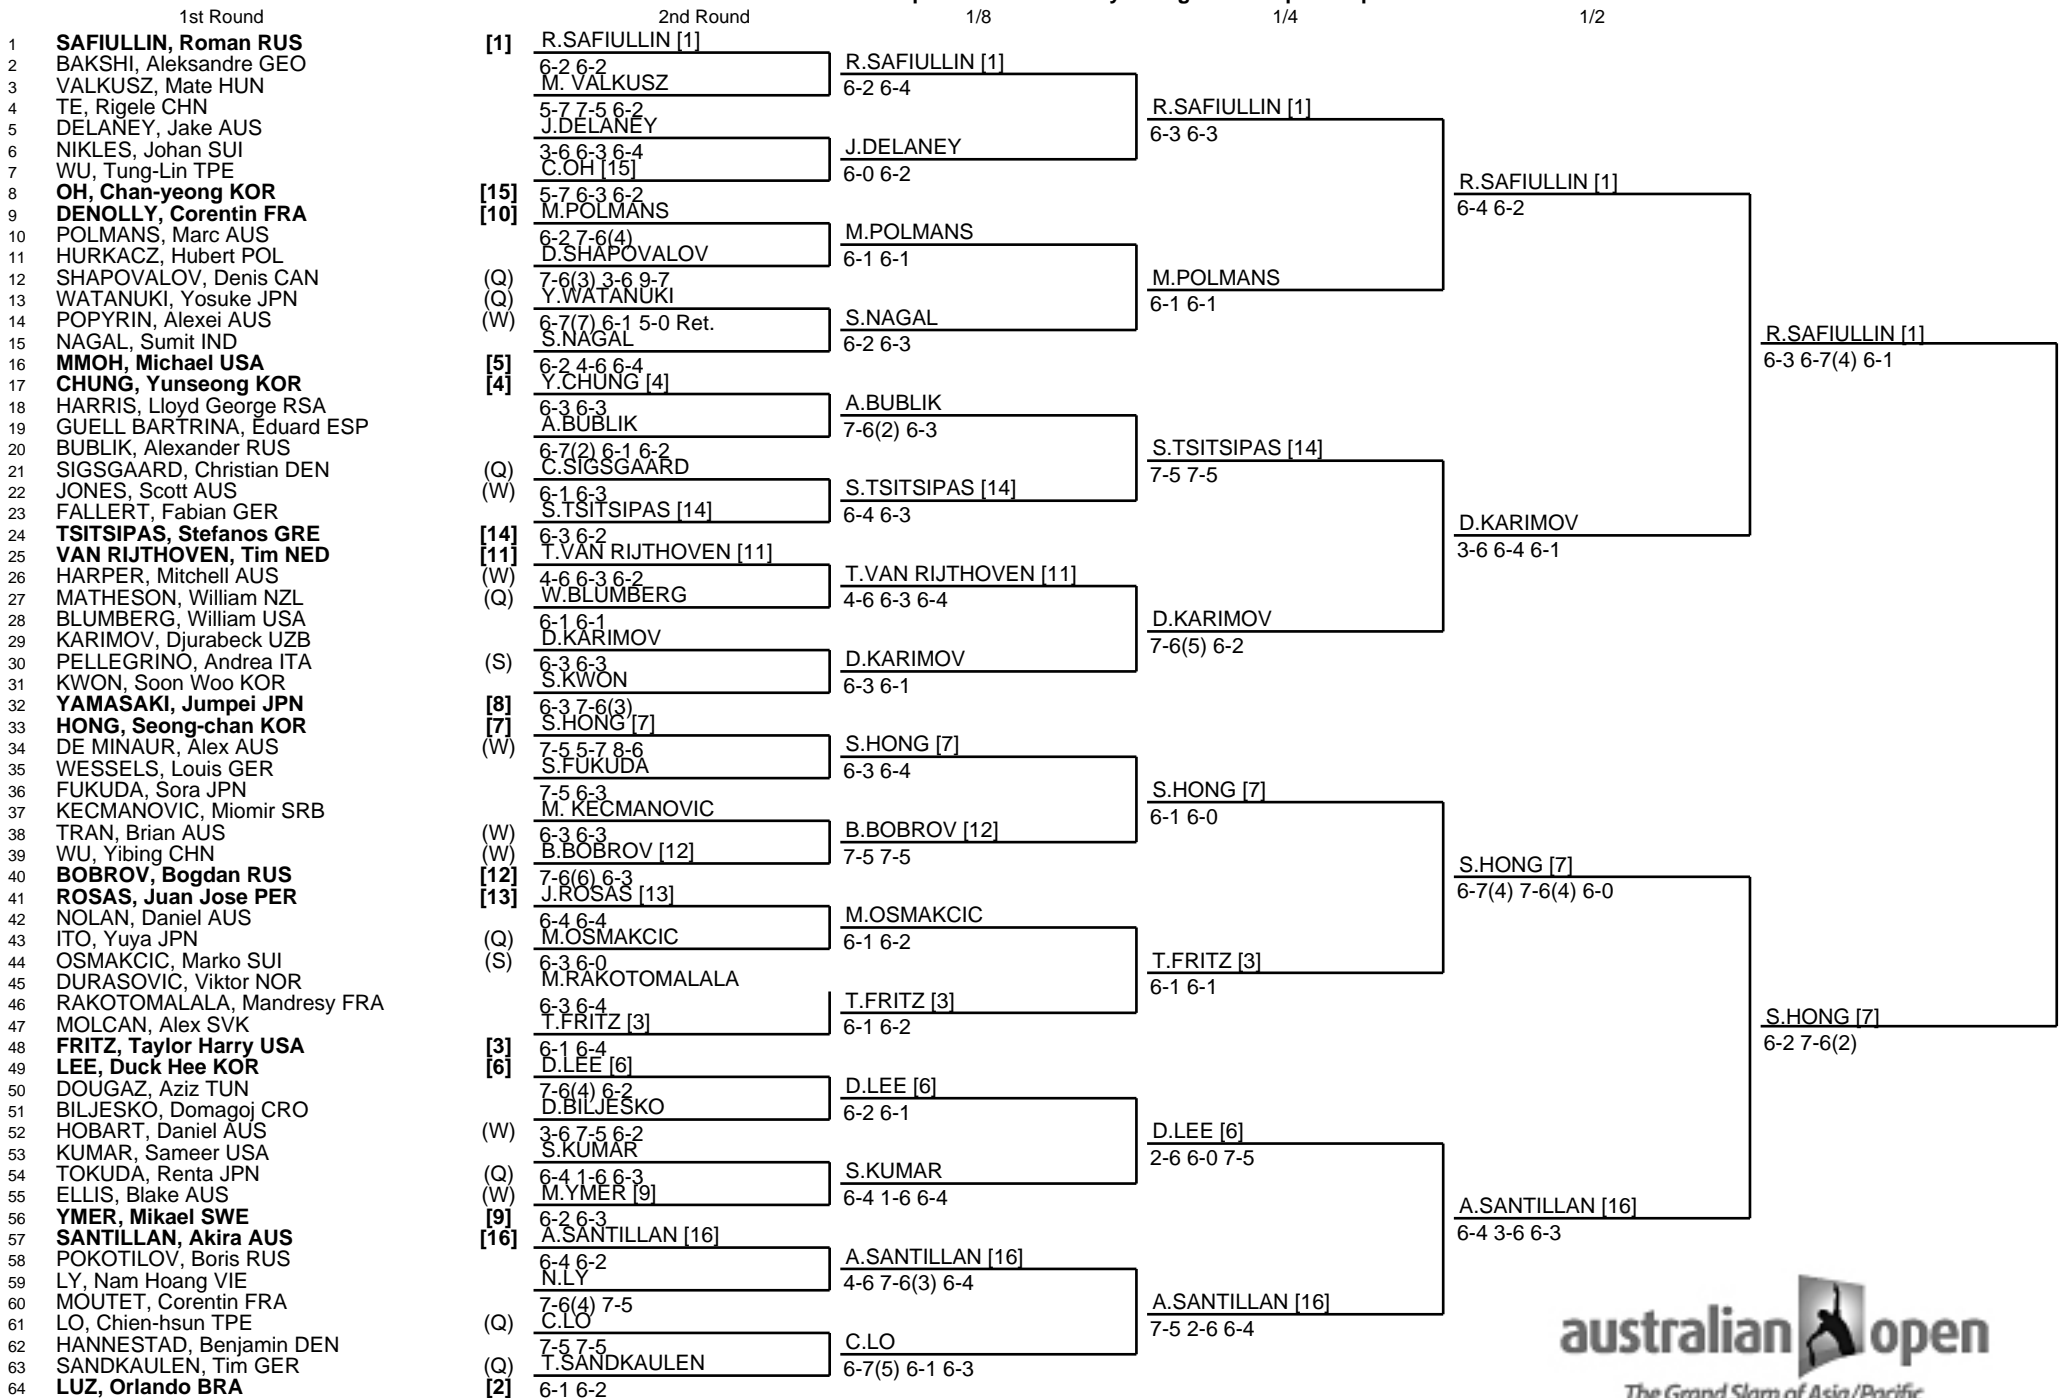 1st Round 2nd Round 1/8 1/4 1/2
1 SAFIULLIN, Roman RUS [1]
2 BAKSHI, Aleksandre GEO
3 VALKUSZ, Mate HUN
4 TE, Rigele CHN
5 DELANEY, Jake AUS
6 NIKLES, Johan SUI
7 WU, Tung-Lin TPE
8 OH, Chan-yeong KOR [15]
9 DENOLLY, Corentin FRA [10]
10 POLMANS, Marc AUS
11 HURKACZ, Hubert POL
12 SHAPOVALOV, Denis CAN (Q)
13 WATANUKI, Yosuke JPN (Q)
14 POPYRIN, Alexei AUS (W)
15 NAGAL, Sumit IND
16 MMOH, Michael USA [5]
17 CHUNG, Yunseong KOR [4]
18 HARRIS, Lloyd George RSA
19 GUELL BARTRINA, Eduard ESP
20 BUBLIK, Alexander RUS
21 SIGSGAARD, Christian DEN (Q)
22 JONES, Scott AUS (W)
23 FALLERT, Fabian GER
24 TSITSIPAS, Stefanos GRE [14]
25 VAN RIJTHOVEN, Tim NED [11]
26 HARPER, Mitchell AUS (W)
27 MATHESON, William NZL (Q)
28 BLUMBERG, William USA
29 KARIMOV, Djurabeck UZB
30 PELLEGRINO, Andrea ITA (S)
31 KWON, Soon Woo KOR
32 YAMASAKI, Jumpei JPN [8]
33 HONG, Seong-chan KOR [7]
34 DE MINAUR, Alex AUS (W)
35 WESSELS, Louis GER
36 FUKUDA, Sora JPN
37 KECMANOVIC, Miomir SRB
38 TRAN, Brian AUS (W)
39 WU, Yibing CHN (W)
40 BOBROV, Bogdan RUS [12]
41 ROSAS, Juan Jose PER [13]
42 NOLAN, Daniel AUS
43 ITO, Yuya JPN (Q)
44 OSMAKCIC, Marko SUI (S)
45 DURASOVIC, Viktor NOR
46 RAKOTOMALALA, Mandresy FRA
47 MOLCAN, Alex SVK
48 FRITZ, Taylor Harry USA [3]
49 LEE, Duck Hee KOR [6]
50 DOUGAZ, Aziz TUN
51 BILJESKO, Domagoj CRO
52 HOBART, Daniel AUS (W)
53 KUMAR, Sameer USA
54 TOKUDA, Renta JPN (Q)
55 ELLIS, Blake AUS (W)
56 YMER, Mikael SWE [9]
57 SANTILLAN, Akira AUS [16]
58 POKOTILOV, Boris RUS
59 LY, Nam Hoang VIE
60 MOUTET, Corentin FRA
61 LO, Chien-hsun TPE (Q)
62 HANNESTAD, Benjamin DEN
63 SANDKAULEN, Tim GER (Q)
64 LUZ, Orlando BRA [2]
R.SAFIULLIN [1]
6-2 6-2
M. VALKUSZ
5-7 7-5 6-2
J.DELANEY
3-6 6-3 6-4
C.OH [15]
5-7 6-3 6-2
M.POLMANS
6-2 7-6(4)
D.SHAPOVALOV
7-6(3) 3-6 9-7
Y.WATANUKI
6-7(7) 6-1 5-0 Ret.
S.NAGAL
6-2 4-6 6-4
Y.CHUNG [4]
6-3 6-3
A.BUBLIK
6-7(2) 6-1 6-2
C.SIGSGAARD
6-1 6-3
S.TSITSIPAS [14]
6-3 6-2
T.VAN RIJTHOVEN [11]
4-6 6-3 6-2
W.BLUMBERG
6-1 6-1
D.KARIMOV
6-3 6-3
S.KWON
6-3 7-6(3)
S.HONG [7]
7-5 5-7 8-6
S.FUKUDA
7-5 6-3
M. KECMANOVIC
6-3 6-3
B.BOBROV [12]
7-6(6) 6-3
J.ROSAS [13]
6-4 6-4
M.OSMAKCIC
6-3 6-0
M.RAKOTOMALALA
6-3 6-4
T.FRITZ [3]
6-1 6-4
D.LEE [6]
7-6(4) 6-2
D.BILJESKO
3-6 7-5 6-2
S.KUMAR
6-4 1-6 6-3
M.YMER [9]
6-2 6-3
A.SANTILLAN [16]
6-4 6-2
N.LY
7-6(4) 7-5
C.LO
7-5 7-5
T.SANDKAULEN
6-1 6-2
R.SAFIULLIN [1]
6-2 6-4
J.DELANEY
6-0 6-2
M.POLMANS
6-1 6-1
S.NAGAL
6-2 6-3
A.BUBLIK
7-6(2) 6-3
S.TSITSIPAS [14]
6-4 6-3
T.VAN RIJTHOVEN [11]
4-6 6-3 6-4
D.KARIMOV
6-3 6-1
S.HONG [7]
6-3 6-4
B.BOBROV [12]
7-5 7-5
M.OSMAKCIC
6-1 6-2
T.FRITZ [3]
6-1 6-2
D.LEE [6]
6-2 6-1
S.KUMAR
6-4 1-6 6-4
A.SANTILLAN [16]
4-6 7-6(3) 6-4
C.LO
6-7(5) 6-1 6-3
R.SAFIULLIN [1]
6-3 6-3
M.POLMANS
6-1 6-1
S.TSITSIPAS [14]
7-5 7-5
D.KARIMOV
7-6(5) 6-2
S.HONG [7]
6-1 6-0
T.FRITZ [3]
6-1 6-1
D.LEE [6]
2-6 6-0 7-5
A.SANTILLAN [16]
7-5 2-6 6-4
R.SAFIULLIN [1]
6-4 6-2
D.KARIMOV
3-6 6-4 6-1
S.HONG [7]
6-7(4) 7-6(4) 6-0
A.SANTILLAN [16]
6-4 3-6 6-3
R.SAFIULLIN [1]
6-3 6-7(4) 6-1
S.HONG [7]
6-2 7-6(2)
australian open
The Grand Slam of Asia/Pacific